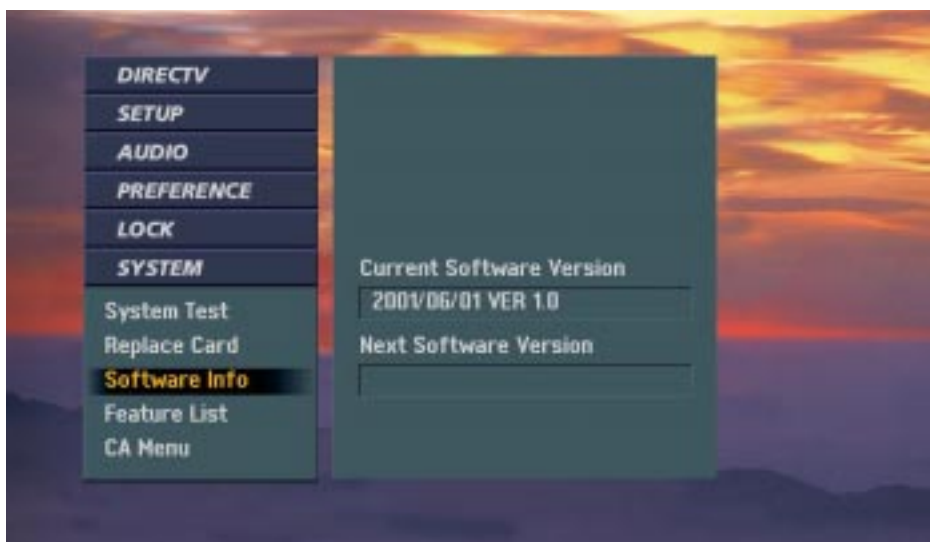 DIRECTV
SETUP
AUDIO
PREFERENCE
LOCK
SYSTEM
System Test
Replace Card
Software Info
Feature List
CA Menu
Current Software Version
2001/06/01 VER 1.0
Next Software Version